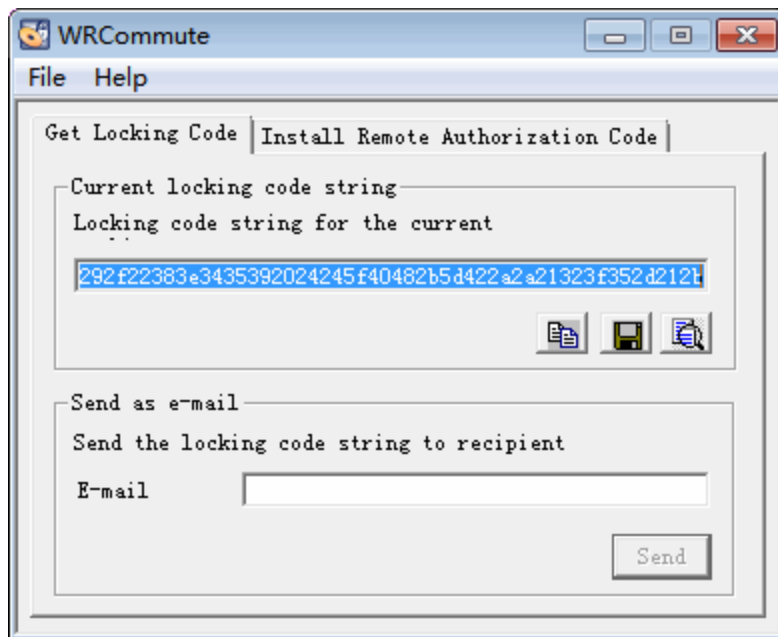 WRCommute
File Help
Get Locking Code Install Remote Authorization Code
Current locking code string
Locking code string for the current
292f22383e3435392024245f40482b5d422a2a21323f352d212b
Send as e-mail
Send the locking code string to recipient
E-mail
Send